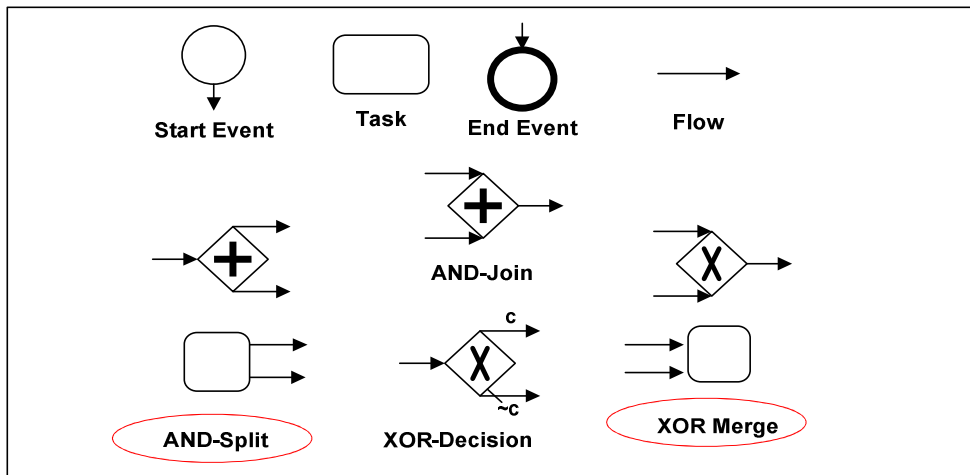 Start Event
Task
End Event
Flow
AND-Join
C
~C
AND-Split
XOR-Decision
XOR Merge